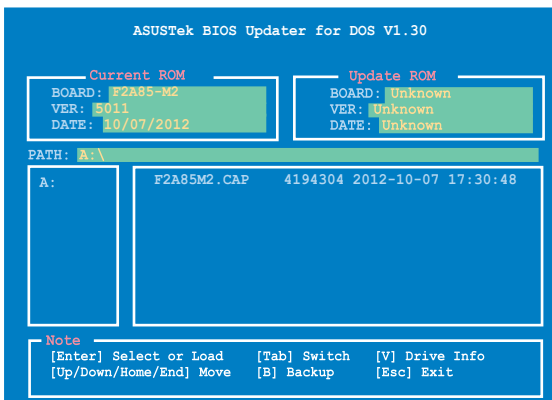 ASUSTek BIOS Updater for DOS V1.30
Current ROM
BOARD: F2A85-M2
VER: 5011
DATE: 10/07/2012
Update ROM
BOARD: Unknown
VER: Unknown
DATE: Unknown
PATH: A:\
A:
F2A85M2.CAP 4194304 2012-10-07 17:30:48
Note
[Enter] Select or Load [Tab] Switch [V] Drive Info
[Up/Down/Home/End] Move [B] Backup [Esc] Exit